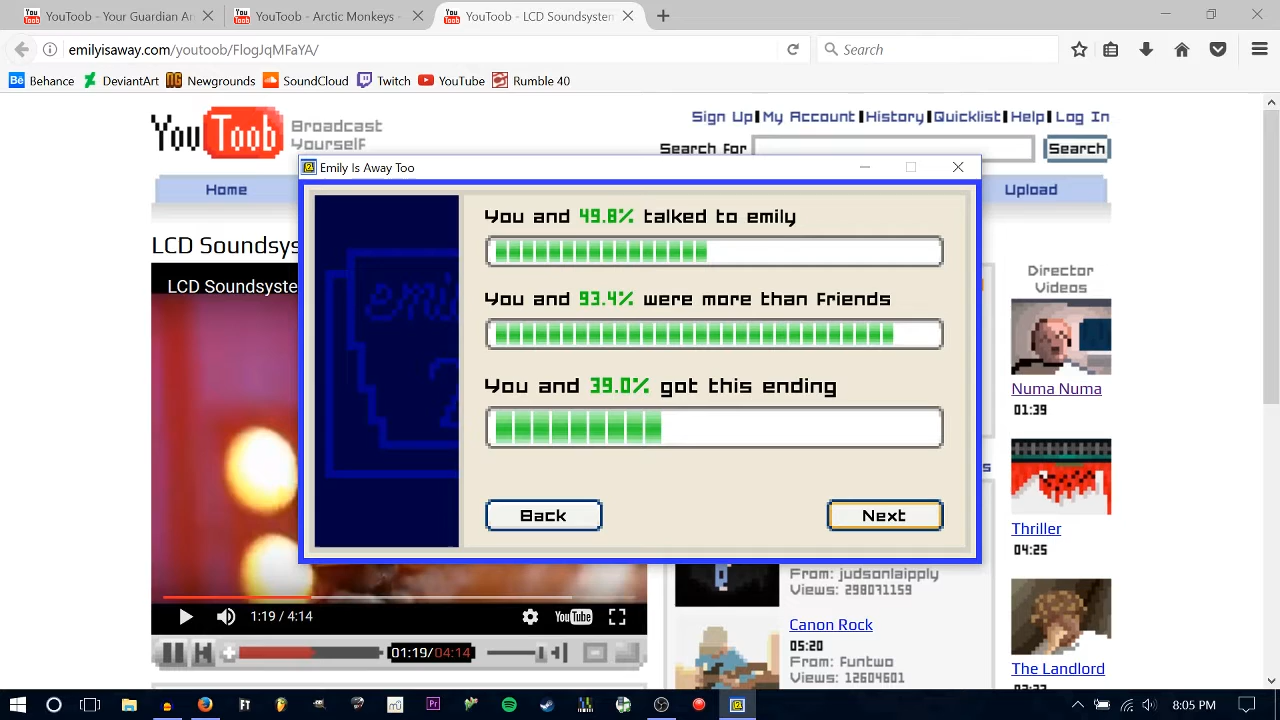 YouToob - Your Guardian Ar
YouToob - Arctic Monkeys
YouToob - LCD Soundsystem
emilyisaway.com/youtoob/FlogJqMFaYA/
Search
Behance DeviantArt Newgrounds SoundCloud Twitch YouTube Rumble 40
YouToob Broadcast Yourself
Sign Up | My Account | History | Quicklist | Help | Log In
Search for
Search
Home
Upload
Emily Is Away Too
You and 49.8% talked to emily
You and 93.4% were more than friends
You and 39.0% got this ending
Back
Next
LCD Soundsys
LCD Soundsyste
1:19 / 4:14
YouTube
01:19/04:14
From: judsonlaipply
Views: 298071159
Canon Rock
05:20
From: funtwo
Views: 12604601
Director
Videos
Numa Numa
01:39
Thriller
04:25
The Landlord
8:05 PM